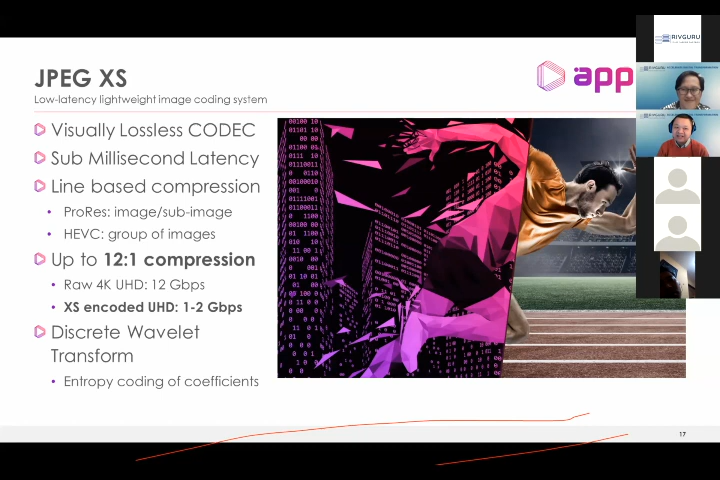 JPEG XS
app
Low-latency lightweight image coding system
RIVGURU
Visually Lossless CODEC
Sub Millisecond Latency
Line based compression
• ProRes: image/sub-image
• HEVC: group of images
Up to 12:1 compression
• Raw 4K UHD: 12 Gbps
• XS encoded UHD: 1-2 Gbps
Discrete Wavelet
Transform
• Entropy coding of coefficients
17